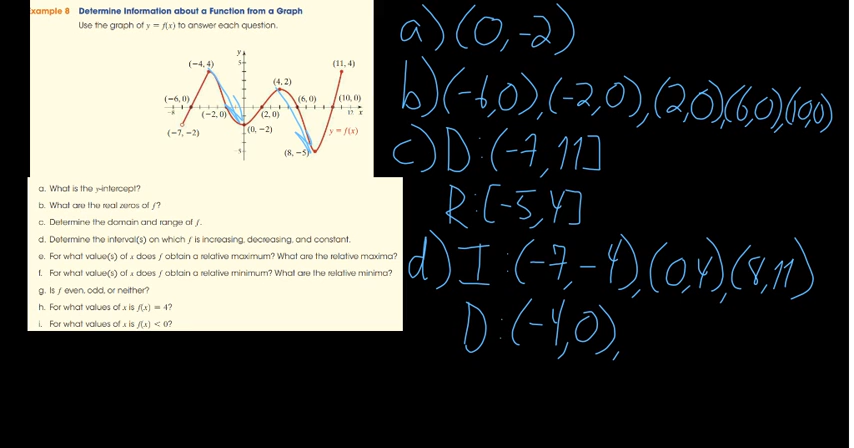 Example 8 Determine Information about a Function from a Graph
Use the graph of y = f(x) to answer each question.
y
(−4, 4)
5
(11, 4)
(4, 2)
(−6, 0)
(6, 0)
(10, 0)
-8
(−2, 0)
(2, 0)
12 x
(−7, −2)
(0, −2)
y = f(x)
-5
(8, −5)
a. What is the y-intercept?
b. What are the real zeros of f?
c. Determine the domain and range of f.
d. Determine the interval(s) on which f is increasing, decreasing, and constant.
e. For what value(s) of x does f obtain a relative maximum? What are the relative maxima?
f. For what value(s) of x does f obtain a relative minimum? What are the relative minima?
g. Is f even, odd, or neither?
h. For what values of x is f(x) = 4?
i. For what values of x is f(x) < 0?
a) (0, -2)
b) (-6,0), (-2,0), (2,0), (6,0), (10,0)
c) D: (-7, 11]
R: [-5, 4]
d) I: (-7, -4), (0,4), (8,11)
D: (-4,0),